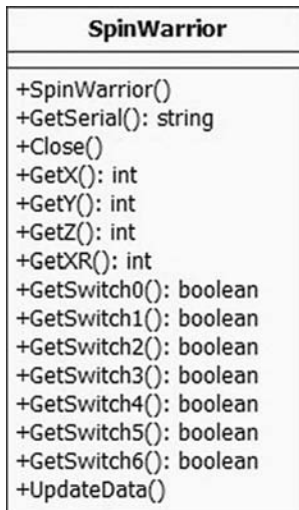 SpinWarrior
+SpinWarrior()
+GetSerial(): string
+Close()
+GetX(): int
+GetY(): int
+GetZ(): int
+GetXR(): int
+GetSwitch0(): boolean
+GetSwitch1(): boolean
+GetSwitch2(): boolean
+GetSwitch3(): boolean
+GetSwitch4(): boolean
+GetSwitch5(): boolean
+GetSwitch6(): boolean
+UpdateData()